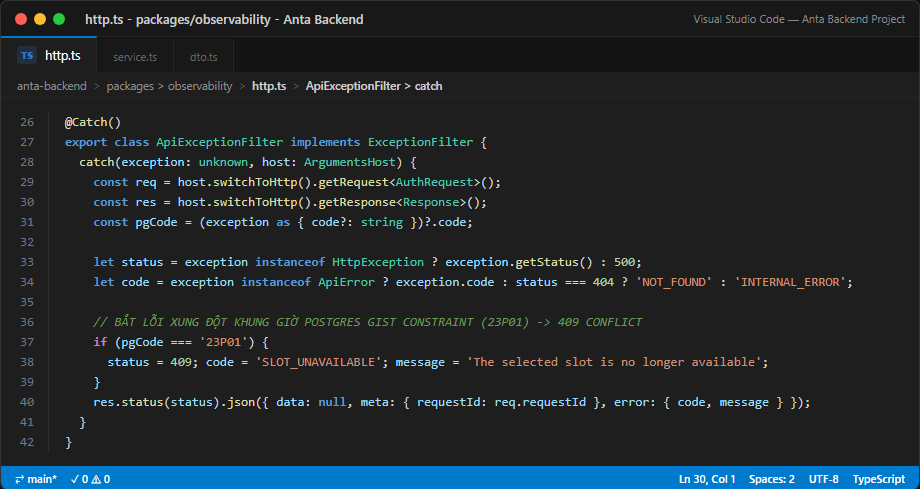 http.ts - packages/observability - Anta Backend
Visual Studio Code — Anta Backend Project
TS http.ts service.ts dto.ts
anta-backend > packages > observability > http.ts > ApiExceptionFilter > catch
26 @Catch()
27 export class ApiExceptionFilter implements ExceptionFilter {
28 catch(exception: unknown, host: ArgumentsHost) {
29 const req = host.switchToHttp().getRequest<AuthRequest>();
30 const res = host.switchToHttp().getResponse<Response>();
31 const pgCode = (exception as { code?: string })?.code;
32
33 let status = exception instanceof HttpException ? exception.getStatus() : 500;
34 let code = exception instanceof ApiError ? exception.code : status === 404 ? 'NOT_FOUND' : 'INTERNAL_ERROR';
35
36 // BẮT LỖI XUNG ĐỘT KHUNG GIỜ POSTGRES GIST CONSTRAINT (23P01) -> 409 CONFLICT
37 if (pgCode === '23P01') {
38 status = 409; code = 'SLOT_UNAVAILABLE'; message = 'The selected slot is no longer available';
39 }
40 res.status(status).json({ data: null, meta: { requestId: req.requestId }, error: { code, message } });
41 }
42 }
⇄ main* ✓ 0 ⚠ 0 Ln 30, Col 1 Spaces: 2 UTF-8 TypeScript